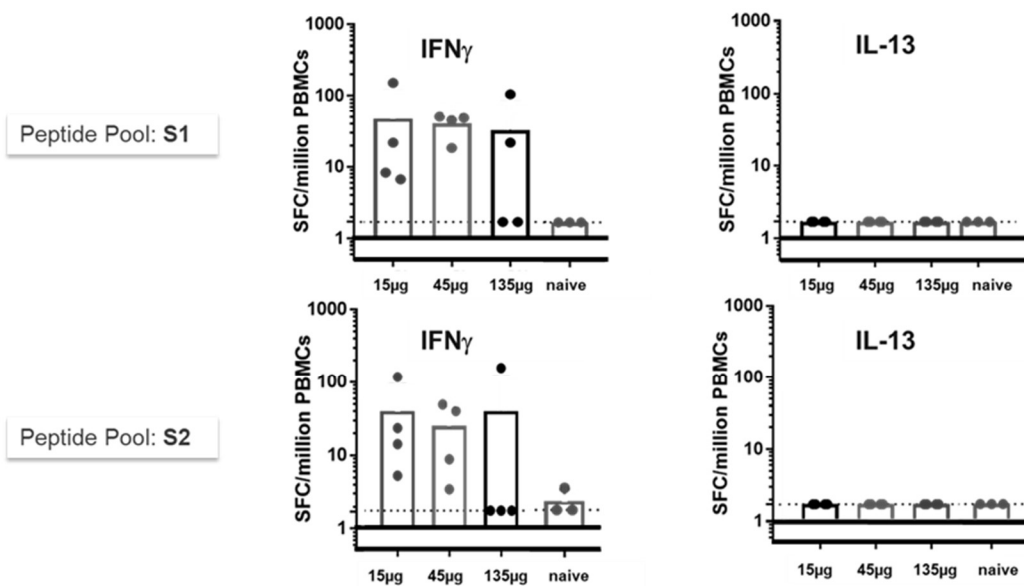 Peptide Pool: S1
SFC/million PBMCs
1000
100
10
1
IFNγ
15µg 45µg 135µg naive
SFC/million PBMCs
1000
100
10
1
IL-13
15µg 45µg 135µg naive
Peptide Pool: S2
SFC/million PBMCs
1000
100
10
1
IFNγ
15µg 45µg 135µg naive
SFC/million PBMCs
1000
100
10
1
IL-13
15µg 45µg 135µg naive